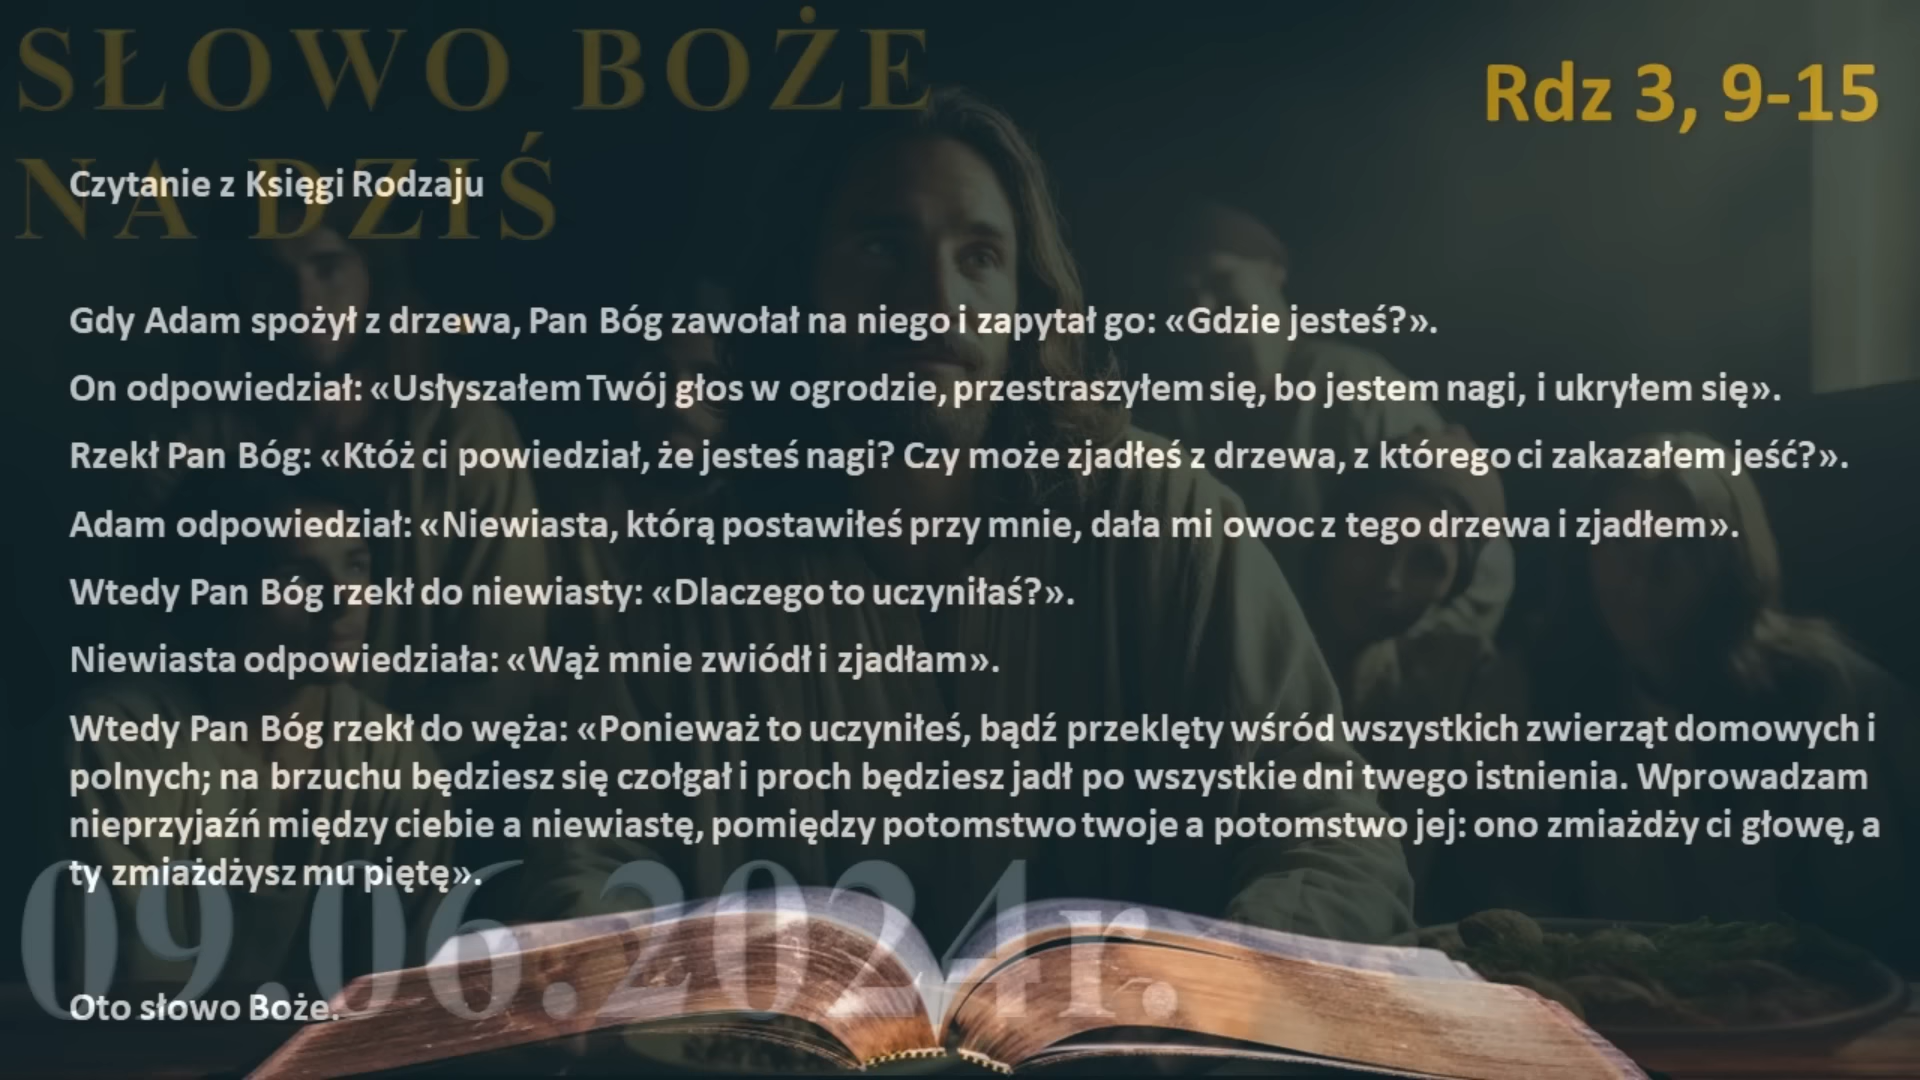 SŁOWO BOŻE
NA DZIŚ
Rdz 3, 9-15
Czytanie z Księgi Rodzaju
Gdy Adam spożył z drzewa, Pan Bóg zawołał na niego i zapytał go: «Gdzie jesteś?».
On odpowiedział: «Usłyszałem Twój głos w ogrodzie, przestraszyłem się, bo jestem nagi, i ukryłem się».
Rzekł Pan Bóg: «Któż ci powiedział, że jesteś nagi? Czy może zjadłeś z drzewa, z którego ci zakazałem jeść?».
Adam odpowiedział: «Niewiasta, którą postawiłeś przy mnie, dała mi owoc z tego drzewa i zjadłem».
Wtedy Pan Bóg rzekł do niewiasty: «Dlaczego to uczyniłaś?».
Niewiasta odpowiedziała: «Wąż mnie zwiódł i zjadłam».
Wtedy Pan Bóg rzekł do węża: «Ponieważ to uczyniłeś, bądź przeklęty wśród wszystkich zwierząt domowych i
polnych; na brzuchu będziesz się czołgał i proch będziesz jadł po wszystkie dni twego istnienia. Wprowadzam
nieprzyjaźń między ciebie a niewiastę, pomiędzy potomstwo twoje a potomstwo jej: ono zmiażdży ci głowę, a
ty zmiażdżysz mu piętę».
09.06.2024r.
Oto słowo Boże.